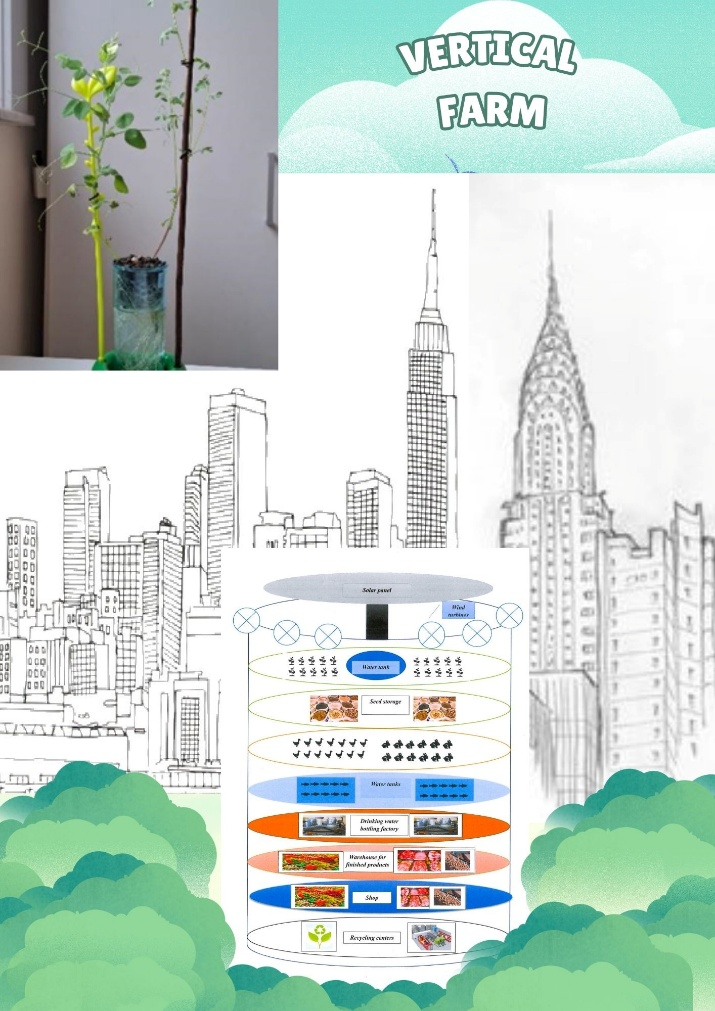 VERTICAL
FARM
Solar panel
Wind
turbines
Water tank
Seed storage
Water tanks
Drinking water
bottling factory
Warehouse for
finished products
Shop
Recycling centers